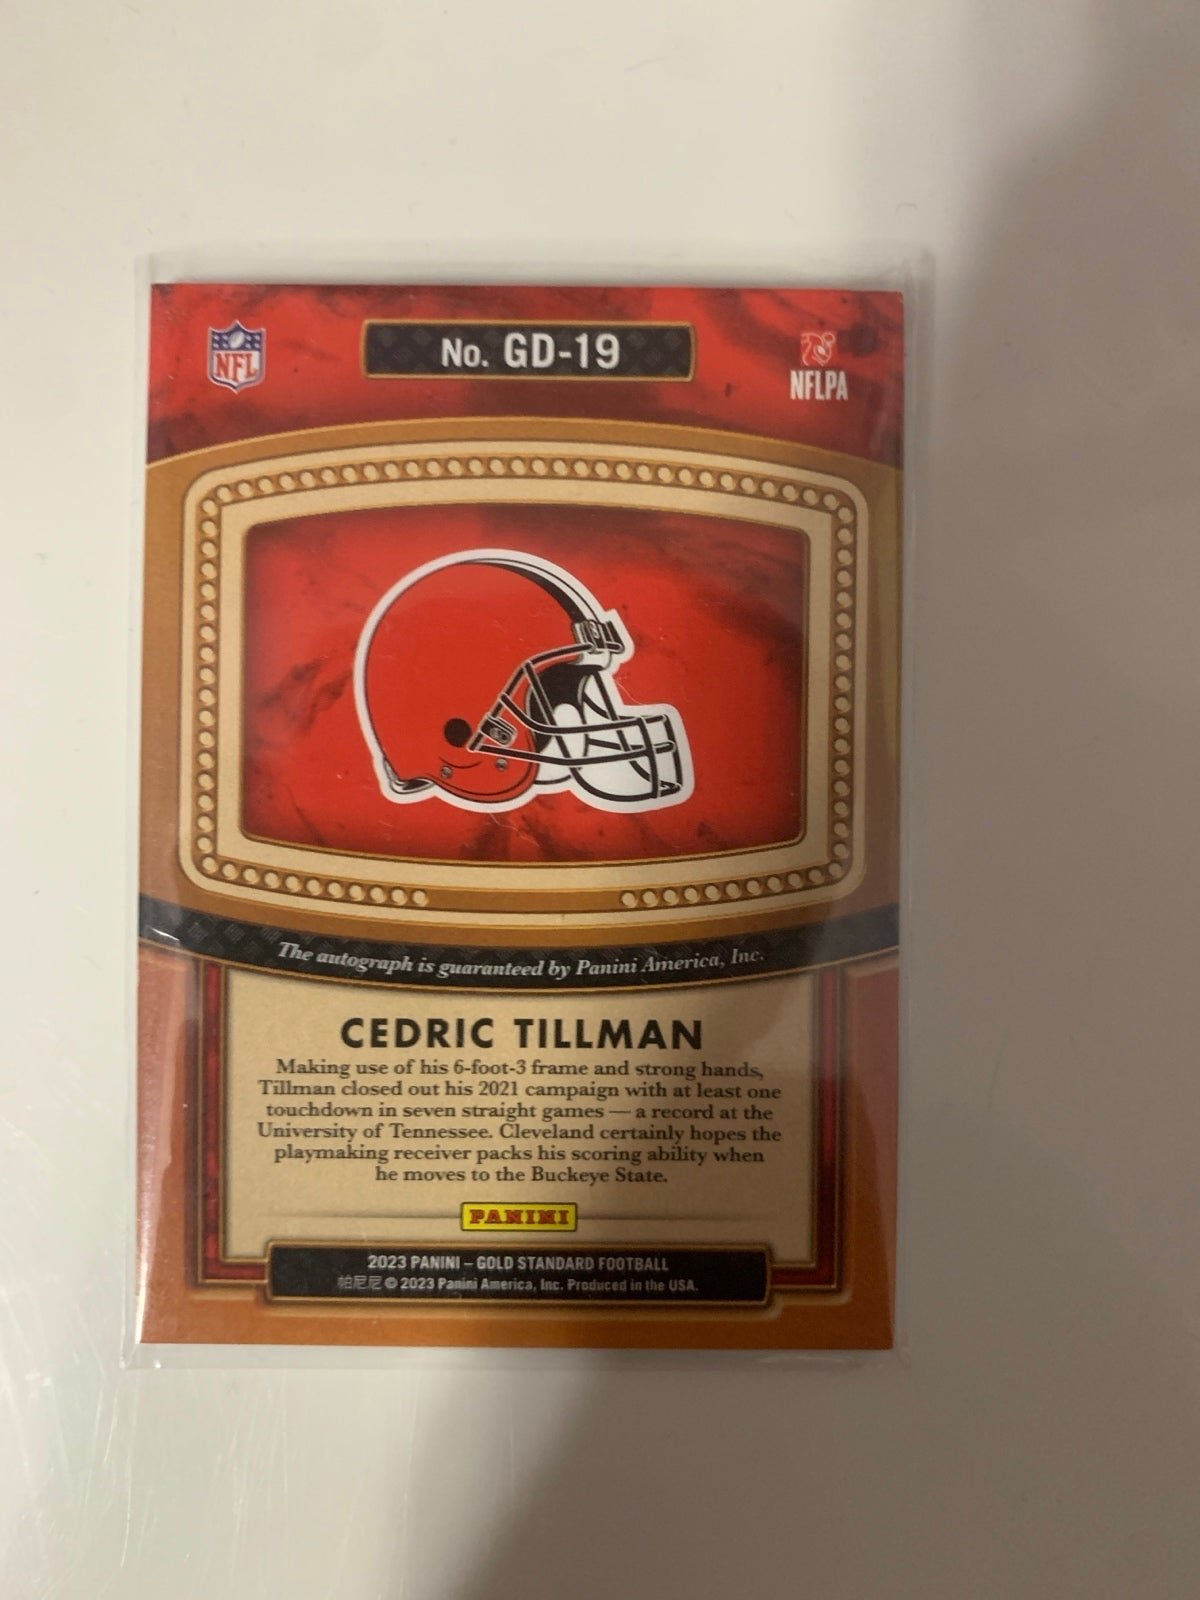 NFL
No. GD-19
NFLPA
The autograph is guaranteed by Panini America, Inc.
CEDRIC TILLMAN
Making use of his 6-foot-3 frame and strong hands,
Tillman closed out his 2021 campaign with at least one
touchdown in seven straight games — a record at the
University of Tennessee. Cleveland certainly hopes the
playmaking receiver packs his scoring ability when
he moves to the Buckeye State.
PANINI
2023 PANINI – GOLD STANDARD FOOTBALL
帕尼尼 © 2023 Panini America, Inc. Produced in the USA.